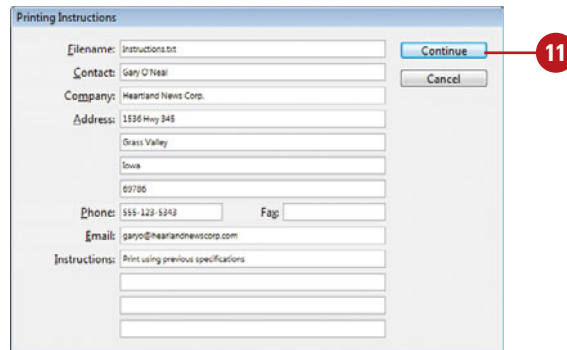 Printing Instructions
Filename: Instructions.txt
Continue
11
Contact: Gary O'Neal
Cancel
Company: Heartland News Corp.
Address: 1536 Hwy 345
Grass Valley
Iowa
69786
Phone: 555-123-5343 Fax:
Email: garyo@hearlandnewscorp.com
Instructions: Print using previous specifications